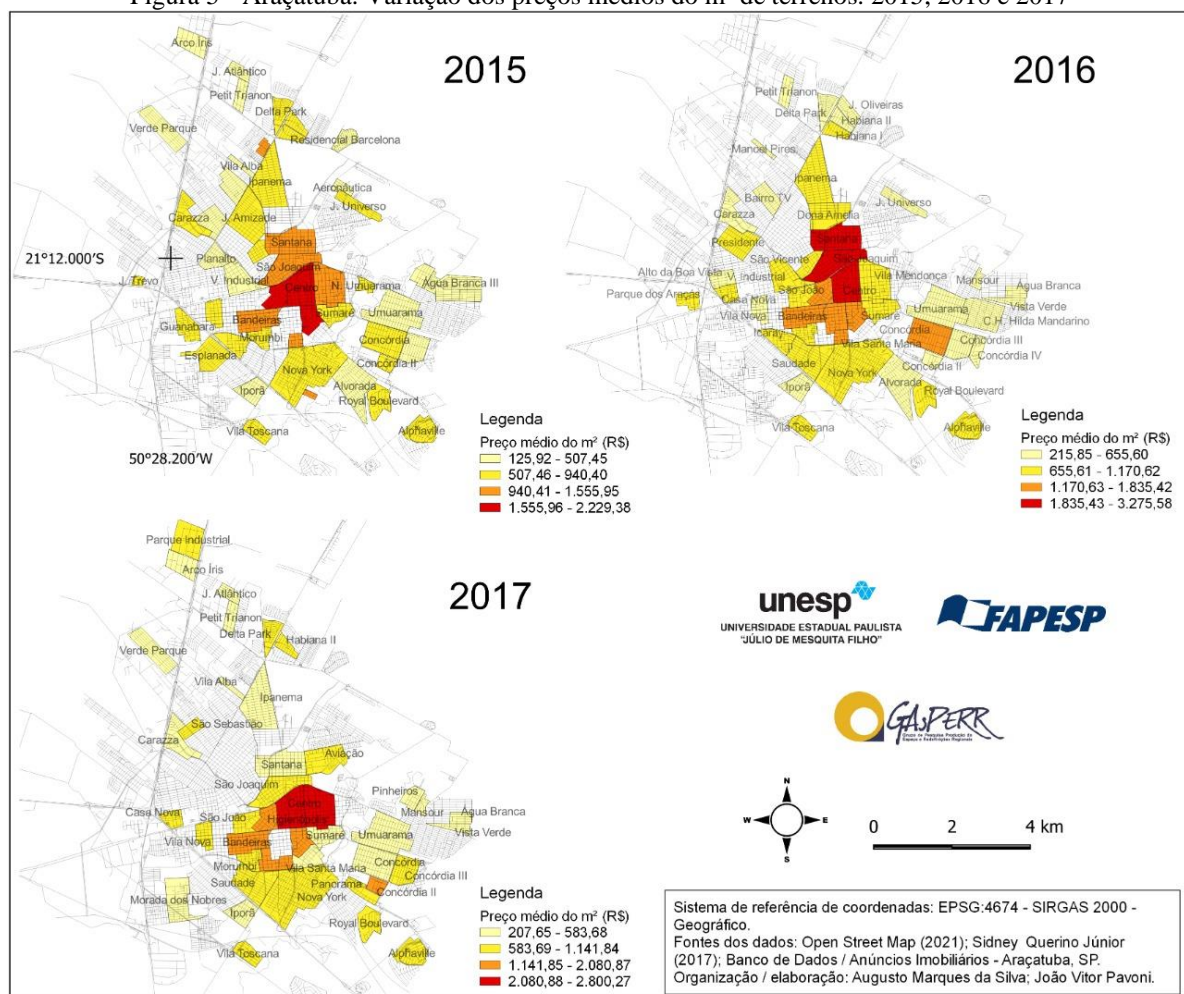 Figura 3 - Araçatuba: Variação dos preços médios do m² de terrenos. 2015, 2016 e 2017
2015
Arco Íris
J. Atlântico
Petit Trianon
Delta Park
Verde Parque
Residencial Barcelona
Vila Alba
Ipanema
Aeronáutica
J. Universo
Carazza
J. Amizade
Santana
21°12.000'S
Planalto
São Joaquim
J. Trevo
V. Industrial
Centro
N. Umuarama
Água Branca III
Guanabara
Bandeiras
Sumaré
Umuarama
Morumbi
Esplanada
Concórdia
Nova York
Concórdia II
Iporã
Alvorada
Royal Boulevard
Vila Toscana
Alphaville
50°28.200'W
Legenda
Preço médio do m² (R$)
125,92 - 507,45
507,46 - 940,40
940,41 - 1.555,95
1.555,96 - 2.229,38
2016
Petit Trianon
Delta Park
J. Oliveiras
Habiana II
Habiana I
Manoel Pires
Ipanema
Bairro TV
J. Universo
Carazza
Dona Amélia
Presidente
Santana
São Vicente
São Joaquim
Alto da Boa Vista
V. Industrial
Vila Mendonça
Mansour
Água Branca
Parque dos Araçás
Casa Nova
São João
Centro
Umuarama
Vista Verde
Vila Nova
Bandeiras
Sumaré
C.H. Hilda Mandarino
Icaray
Concórdia
Vila Santa Maria
Concórdia III
Saudade
Concórdia IV
Nova York
Concórdia II
Iporã
Alvorada
Royal Boulevard
Vila Toscana
Alphaville
Legenda
Preço médio do m² (R$)
215,85 - 655,60
655,61 - 1.170,62
1.170,63 - 1.835,42
1.835,43 - 3.275,58
2017
Parque Industrial
Arco Íris
J. Atlântico
Petit Trianon
Delta Park
Habiana II
Verde Parque
Vila Alba
Ipanema
São Sebastião
Carazza
Aviação
Santana
São Joaquim
Pinheiros
Casa Nova
São João
Centro
Mansour
Água Branca
Higienópolis
Vila Nova
Bandeiras
Sumaré
Umuarama
Vista Verde
Morumbi
Vila Santa Maria
Concórdia
Saudade
Panorama
Concórdia III
Morada dos Nobres
Nova York
Concórdia II
Iporã
Royal Boulevard
Vila Toscana
Alphaville
Legenda
Preço médio do m² (R$)
207,65 - 583,68
583,69 - 1.141,84
1.141,85 - 2.080,87
2.080,88 - 2.800,27
unesp
UNIVERSIDADE ESTADUAL PAULISTA
"JÚLIO DE MESQUITA FILHO"
FAPESP
GAsPERR
Grupo de Pesquisa Produção do
Espaço e Redefinições Regionais
N
W
E
S
0 2 4 km
Sistema de referência de coordenadas: EPSG:4674 - SIRGAS 2000 -
Geográfico.
Fontes dos dados: Open Street Map (2021); Sidney Querino Júnior
(2017); Banco de Dados / Anúncios Imobiliários - Araçatuba, SP.
Organização / elaboração: Augusto Marques da Silva; João Vitor Pavoni.